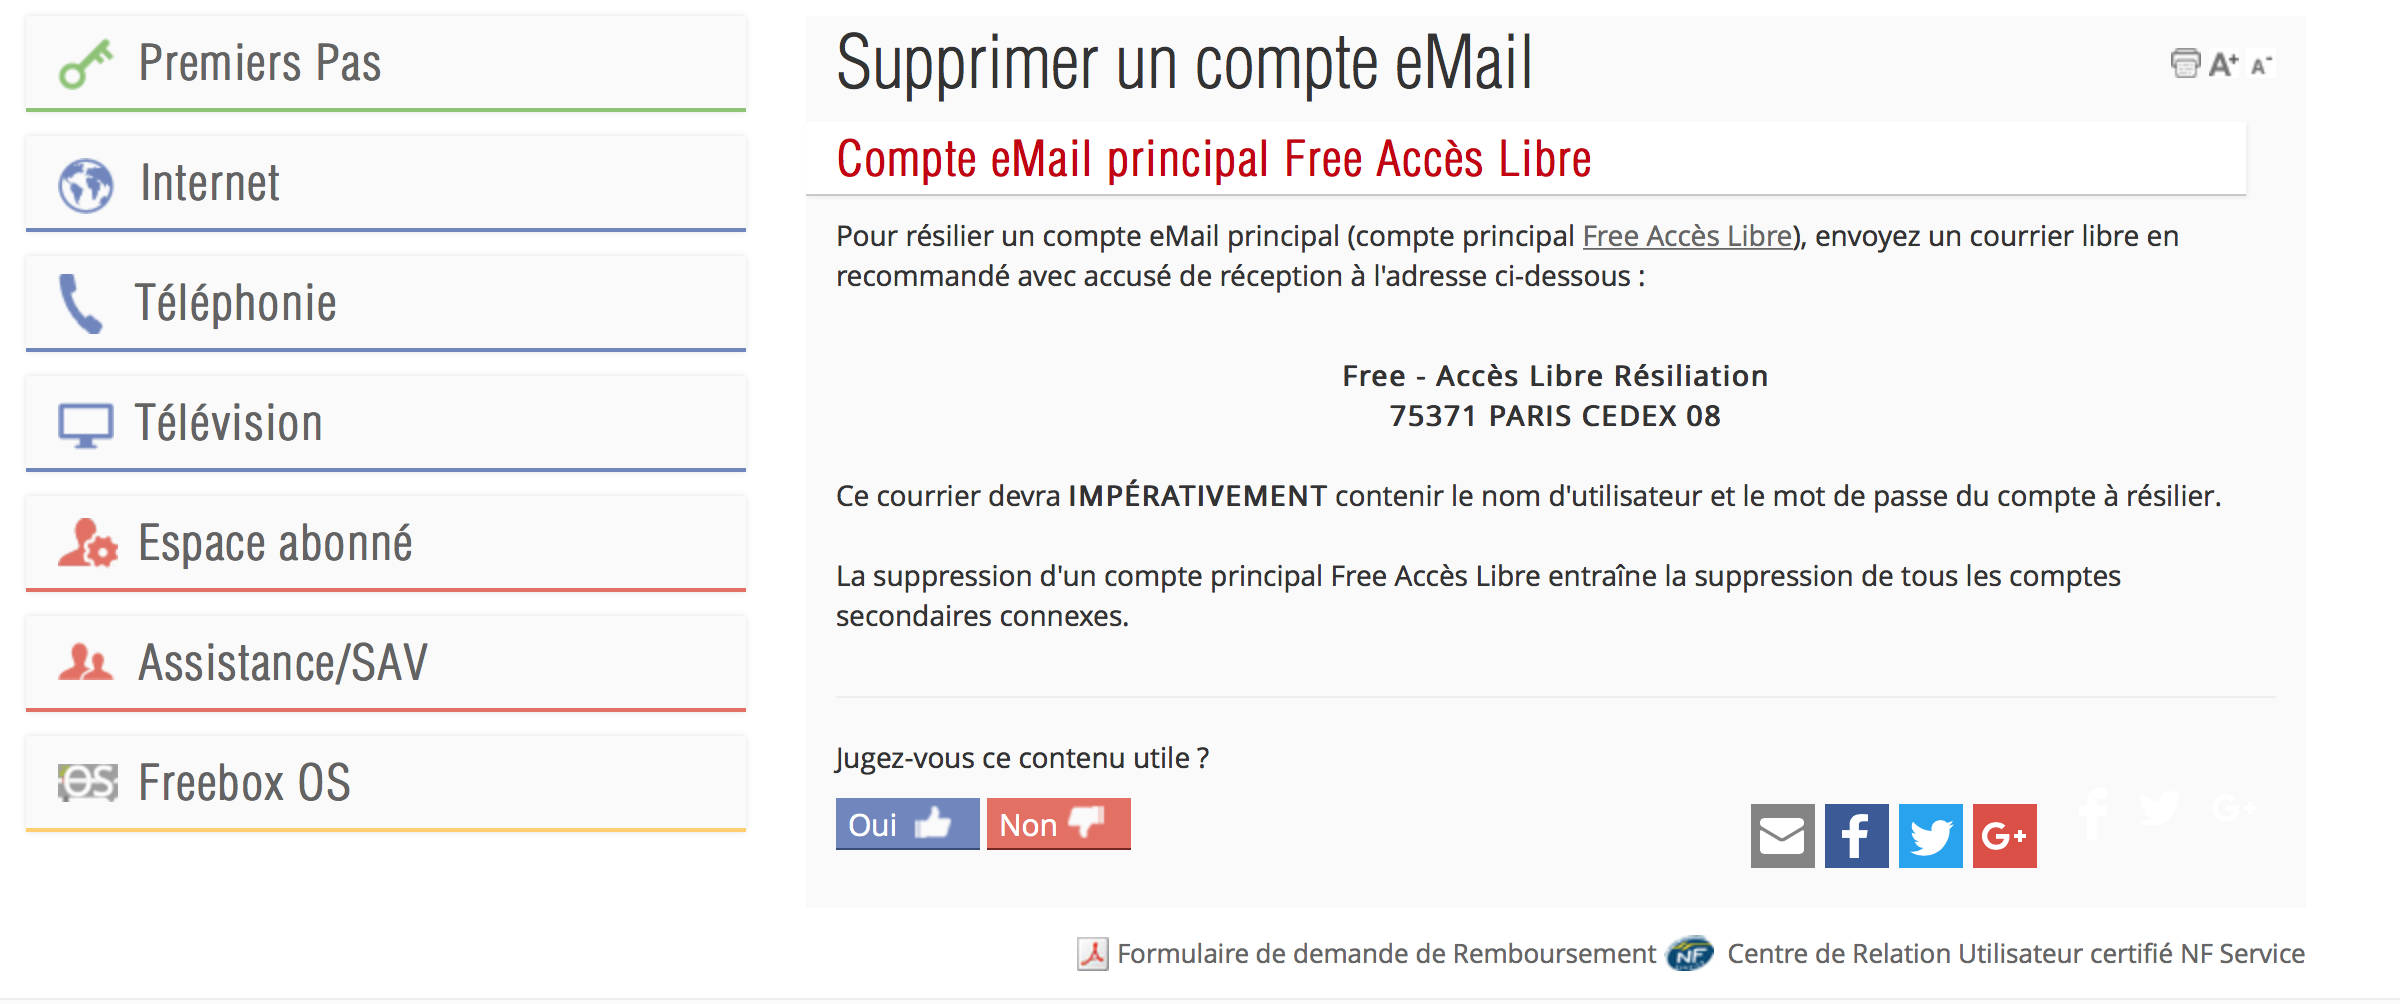 Premiers Pas
Internet
Téléphonie
Télévision
Espace abonné
Assistance/SAV
OS Freebox OS
Supprimer un compte eMail
A+ A-
Compte eMail principal Free Accès Libre
Pour résilier un compte eMail principal (compte principal Free Accès Libre), envoyez un courrier libre en
recommandé avec accusé de réception à l'adresse ci-dessous :
Free - Accès Libre Résiliation
75371 PARIS CEDEX 08
Ce courrier devra IMPÉRATIVEMENT contenir le nom d'utilisateur et le mot de passe du compte à résilier.
La suppression d'un compte principal Free Accès Libre entraîne la suppression de tous les comptes
secondaires connexes.
Jugez-vous ce contenu utile ?
Oui
Non
f G+
f G+
Formulaire de demande de Remboursement NF Centre de Relation Utilisateur certifié NF Service